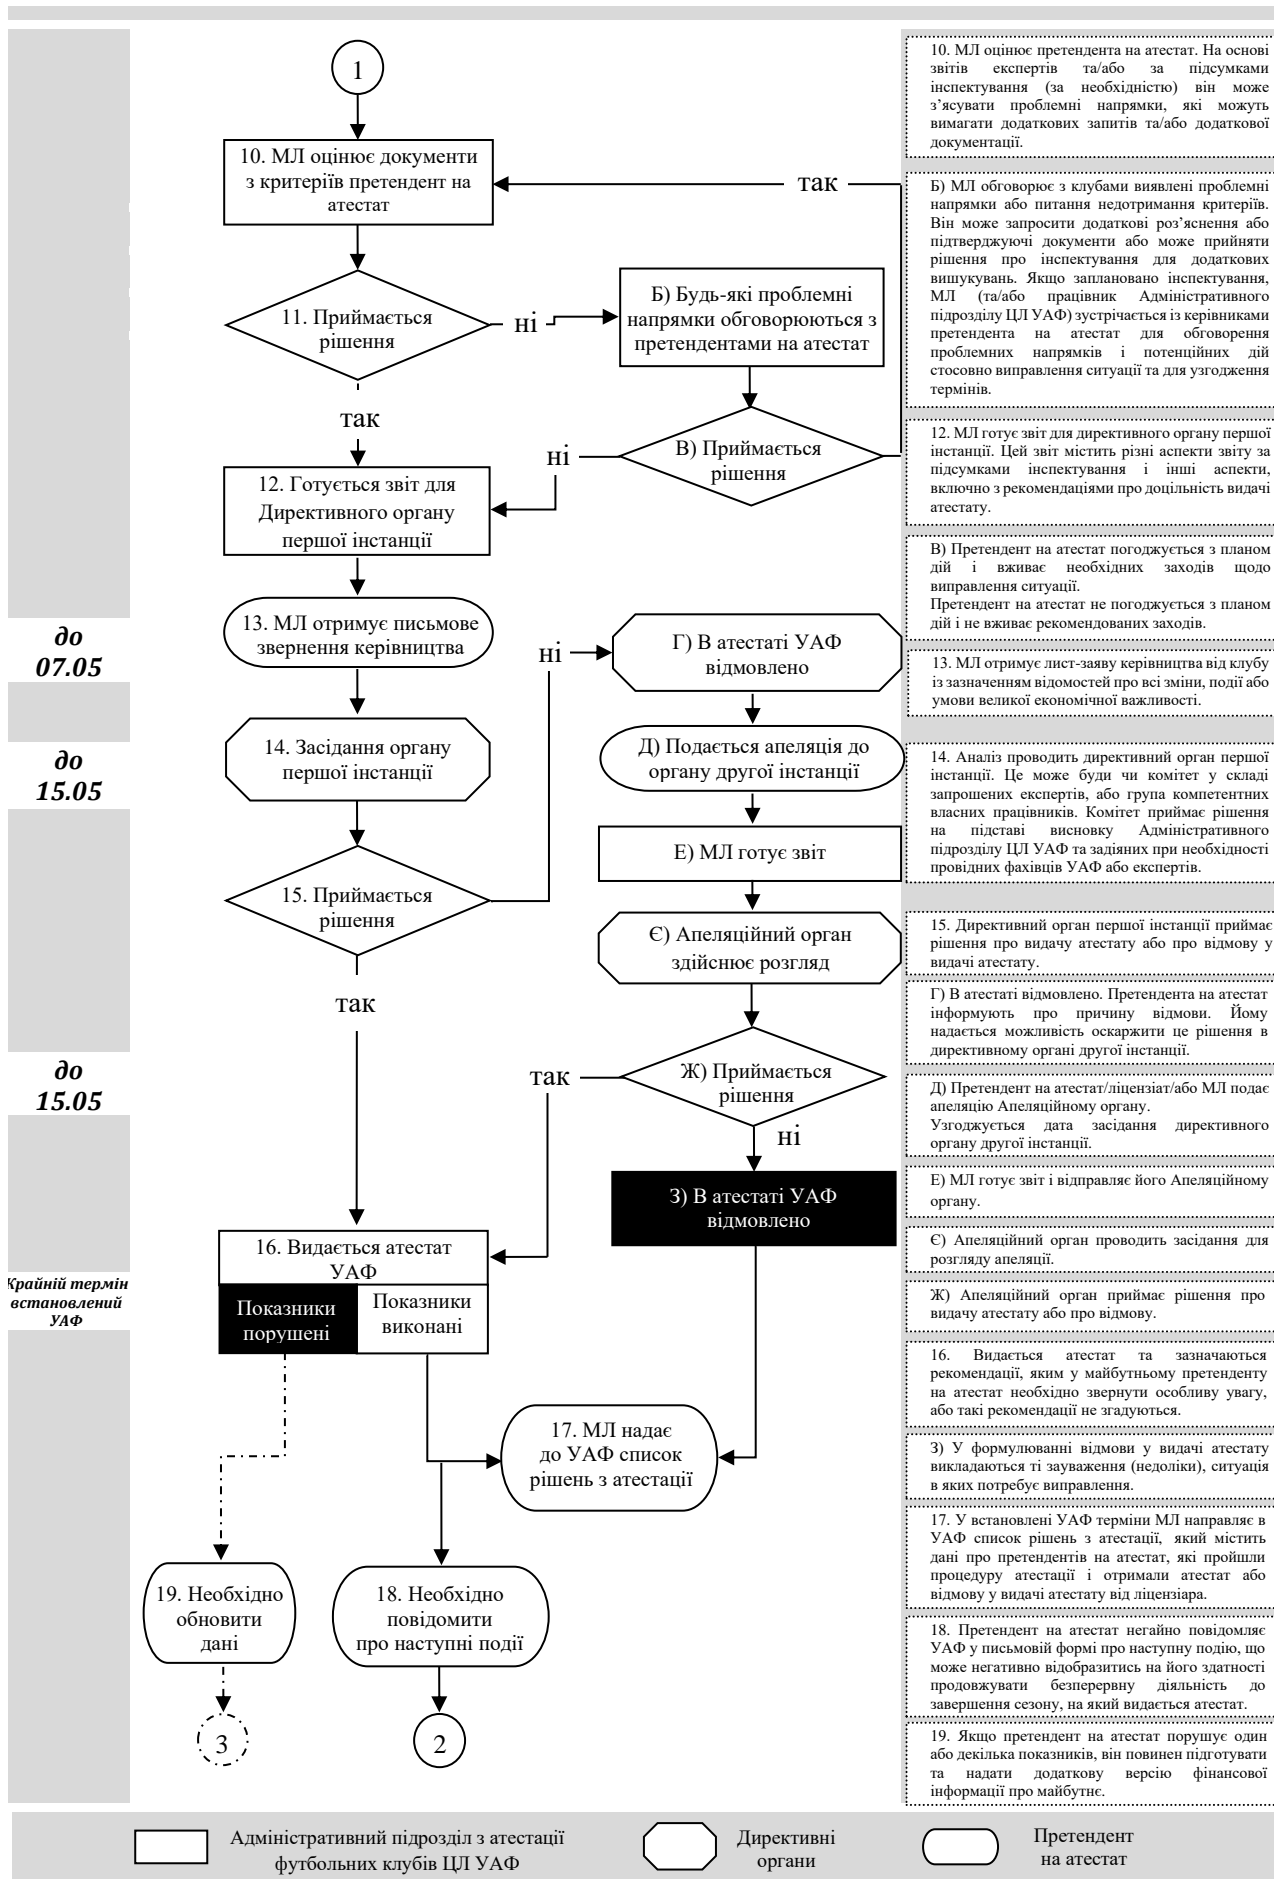 1
10. МЛ оцінює документи
з критеріїв претендент на
атестат
так
11. Приймається
рішення
ні
Б) Будь-які проблемні
напрямки обговорюються з
претендентами на атестат
так
В) Приймається
рішення
ні
12. Готується звіт для
Директивного органу
першої інстанції
13. МЛ отримує письмове
звернення керівництва
до
07.05
ні
Г) В атестаті УАФ
відмовлено
14. Засідання органу
першої інстанції
до
15.05
Д) Подається апеляція до
органу другої інстанції
Е) МЛ готує звіт
15. Приймається
рішення
Є) Апеляційний орган
здійснює розгляд
так
до
15.05
так
Ж) Приймається
рішення
ні
З) В атестаті УАФ
відмовлено
16. Видається атестат
УАФ
Крайній термін
встановлений
УАФ
Показники
порушені
Показники
виконані
17. МЛ надає
до УАФ список
рішень з атестації
19. Необхідно
обновити
дані
18. Необхідно
повідомити
про наступні події
3
2
10. МЛ оцінює претендента на атестат. На основі
звітів експертів та/або за підсумками
інспектування (за необхідністю) він може
з’ясувати проблемні напрямки, які можуть
вимагати додаткових запитів та/або додаткової
документації.
Б) МЛ обговорює з клубами виявлені проблемні
напрямки або питання недотримання критеріїв.
Він може запросити додаткові роз’яснення або
підтверджуючі документи або може прийняти
рішення про інспектування для додаткових
вишукувань. Якщо заплановано інспектування,
МЛ (та/або працівник Адміністративного
підрозділу ЦЛ УАФ) зустрічається із керівниками
претендента на атестат для обговорення
проблемних напрямків і потенційних дій
стосовно виправлення ситуації та для узгодження
термінів.
12. МЛ готує звіт для директивного органу першої
інстанції. Цей звіт містить різні аспекти звіту за
підсумками інспектування і інші аспекти,
включно з рекомендаціями про доцільність видачі
атестату.
В) Претендент на атестат погоджується з планом
дій і вживає необхідних заходів щодо
виправлення ситуації.
Претендент на атестат не погоджується з планом
дій і не вживає рекомендованих заходів.
13. МЛ отримує лист-заяву керівництва від клубу
із зазначенням відомостей про всі зміни, події або
умови великої економічної важливості.
14. Аналіз проводить директивний орган першої
інстанції. Це може буди чи комітет у складі
запрошених експертів, або група компетентних
власних працівників. Комітет приймає рішення
на підставі висновку Адміністративного
підрозділу ЦЛ УАФ та задіяних при необхідності
провідних фахівців УАФ або експертів.
15. Директивний орган першої інстанції приймає
рішення про видачу атестату або про відмову у
видачі атестату.
Г) В атестаті відмовлено. Претендента на атестат
інформують про причину відмови. Йому
надається можливість оскаржити це рішення в
директивному органі другої інстанції.
Д) Претендент на атестат/ліцензіат/або МЛ подає
апеляцію Апеляційному органу.
Узгоджується дата засідання директивного
органу другої інстанції.
Е) МЛ готує звіт і відправляє його Апеляційному
органу.
Є) Апеляційний орган проводить засідання для
розгляду апеляції.
Ж) Апеляційний орган приймає рішення про
видачу атестату або про відмову.
16. Видається атестат та зазначаються
рекомендації, яким у майбутньому претенденту
на атестат необхідно звернути особливу увагу,
або такі рекомендації не згадуються.
З) У формулюванні відмови у видачі атестату
викладаються ті зауваження (недоліки), ситуація
в яких потребує виправлення.
17. У встановлені УАФ терміни МЛ направляє в
УАФ список рішень з атестації, який містить
дані про претендентів на атестат, які пройшли
процедуру атестації і отримали атестат або
відмову у видачі атестату від ліцензіара.
18. Претендент на атестат негайно повідомляє
УАФ у письмовій формі про наступну подію, що
може негативно відобразитись на його здатності
продовжувати безперервну діяльність до
завершення сезону, на який видається атестат.
19. Якщо претендент на атестат порушує один
або декілька показників, він повинен підготувати
та надати додаткову версію фінансової
інформації про майбутнє.
Адміністративний підрозділ з атестації
футбольних клубів ЦЛ УАФ
Директивні
органи
Претендент
на атестат